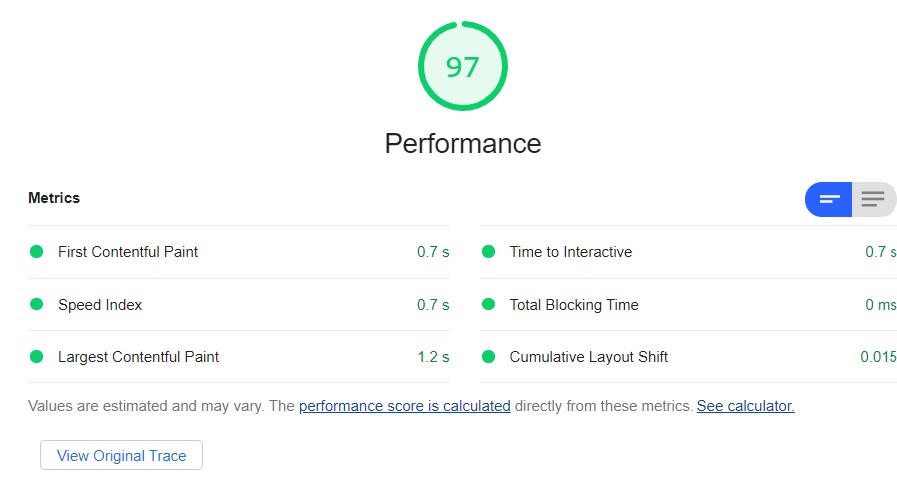 97
Performance
Metrics
First Contentful Paint 0.7 s
Time to Interactive 0.7 s
Speed Index 0.7 s
Total Blocking Time 0 ms
Largest Contentful Paint 1.2 s
Cumulative Layout Shift 0.015
Values are estimated and may vary. The performance score is calculated directly from these metrics. See calculator.
View Original Trace